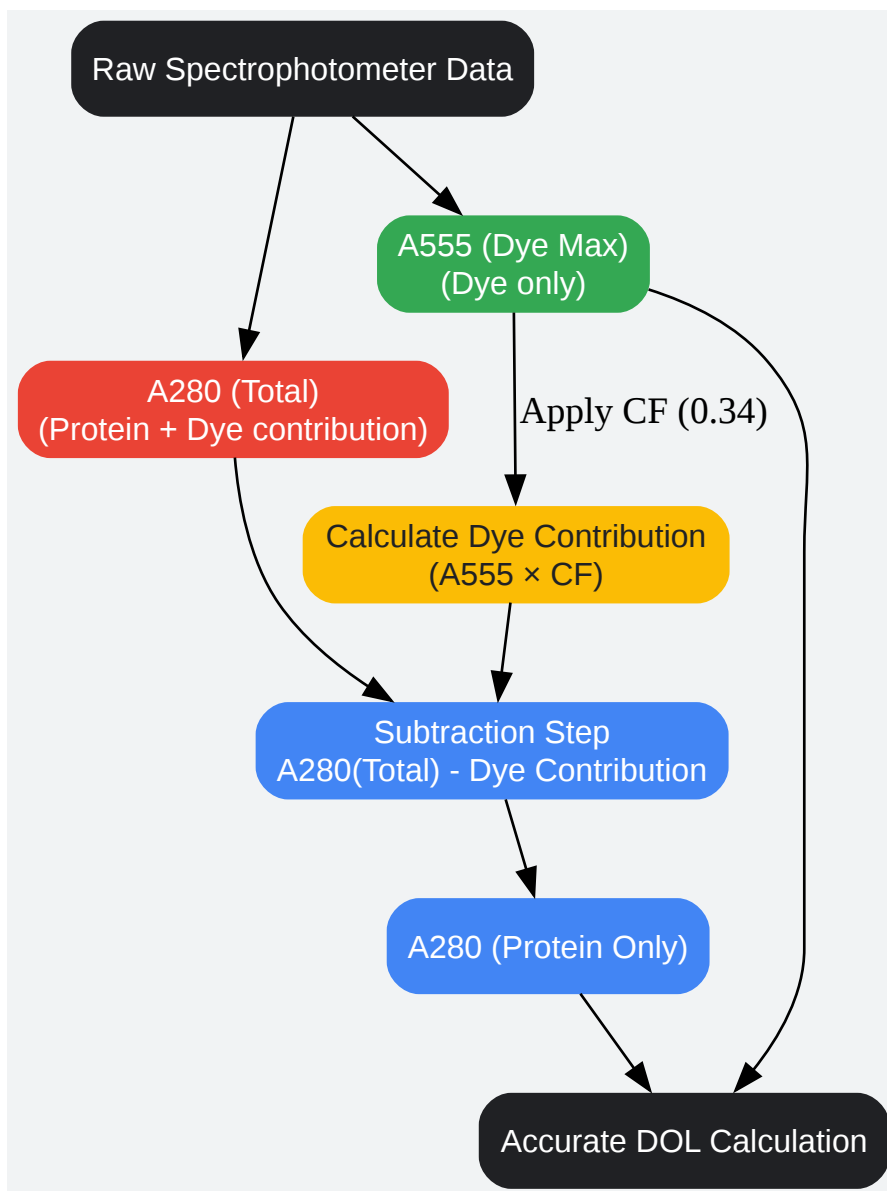 Raw Spectrophotometer Data
A555 (Dye Max)
(Dye only)
A280 (Total)
(Protein + Dye contribution)
Apply CF (0.34)
Calculate Dye Contribution
(A555 × CF)
Subtraction Step
A280(Total) - Dye Contribution
A280 (Protein Only)
Accurate DOL Calculation